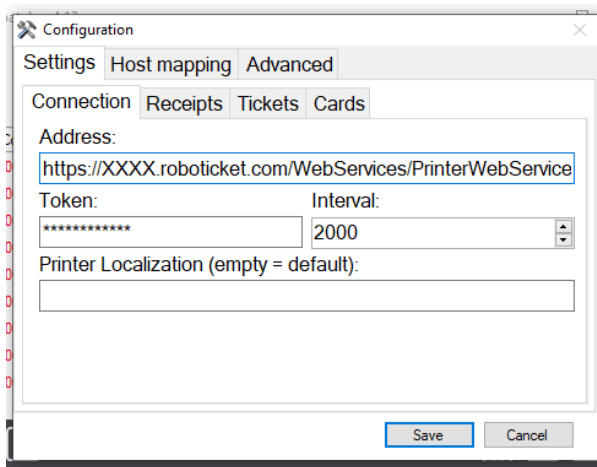 Configuration
Settings Host mapping Advanced
Connection Receipts Tickets Cards
Address:
https://XXXX.roboticket.com/WebServices/PrinterWebService
Token: Interval:
************ 2000
Printer Localization (empty = default):
Save Cancel